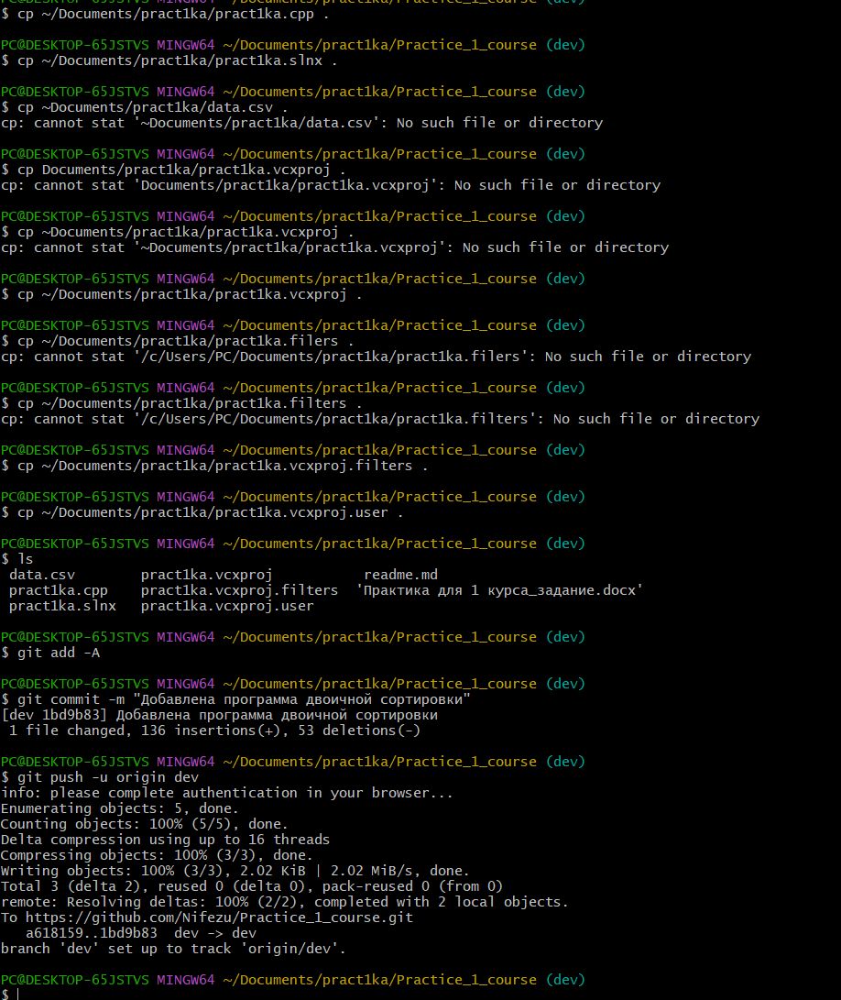 PC@DESKTOP-65JSTVS MINGW64 ~/Documents/pract1ka/Practice_1_course (dev)
$ cp ~/Documents/pract1ka/pract1ka.cpp .
PC@DESKTOP-65JSTVS MINGW64 ~/Documents/pract1ka/Practice_1_course (dev)
$ cp ~/Documents/pract1ka/pract1ka.slnx .
PC@DESKTOP-65JSTVS MINGW64 ~/Documents/pract1ka/Practice_1_course (dev)
$ cp ~Documents/pract1ka/data.csv .
cp: cannot stat '~Documents/pract1ka/data.csv': No such file or directory
PC@DESKTOP-65JSTVS MINGW64 ~/Documents/pract1ka/Practice_1_course (dev)
$ cp Documents/pract1ka/pract1ka.vcxproj .
cp: cannot stat 'Documents/pract1ka/pract1ka.vcxproj': No such file or directory
PC@DESKTOP-65JSTVS MINGW64 ~/Documents/pract1ka/Practice_1_course (dev)
$ cp ~Documents/pract1ka/pract1ka.vcxproj .
cp: cannot stat '~Documents/pract1ka/pract1ka.vcxproj': No such file or directory
PC@DESKTOP-65JSTVS MINGW64 ~/Documents/pract1ka/Practice_1_course (dev)
$ cp ~/Documents/pract1ka/pract1ka.vcxproj .
PC@DESKTOP-65JSTVS MINGW64 ~/Documents/pract1ka/Practice_1_course (dev)
$ cp ~/Documents/pract1ka/pract1ka.filers .
cp: cannot stat '/c/Users/PC/Documents/pract1ka/pract1ka.filers': No such file or directory
PC@DESKTOP-65JSTVS MINGW64 ~/Documents/pract1ka/Practice_1_course (dev)
$ cp ~/Documents/pract1ka/pract1ka.filters .
cp: cannot stat '/c/Users/PC/Documents/pract1ka/pract1ka.filters': No such file or directory
PC@DESKTOP-65JSTVS MINGW64 ~/Documents/pract1ka/Practice_1_course (dev)
$ cp ~/Documents/pract1ka/pract1ka.vcxproj.filters .
PC@DESKTOP-65JSTVS MINGW64 ~/Documents/pract1ka/Practice_1_course (dev)
$ cp ~/Documents/pract1ka/pract1ka.vcxproj.user .
PC@DESKTOP-65JSTVS MINGW64 ~/Documents/pract1ka/Practice_1_course (dev)
$ ls
data.csv pract1ka.vcxproj readme.md
pract1ka.cpp pract1ka.vcxproj.filters 'Практика для 1 курса_задание.docx'
pract1ka.slnx pract1ka.vcxproj.user
PC@DESKTOP-65JSTVS MINGW64 ~/Documents/pract1ka/Practice_1_course (dev)
$ git add -A
PC@DESKTOP-65JSTVS MINGW64 ~/Documents/pract1ka/Practice_1_course (dev)
$ git commit -m "Добавлена программа двоичной сортировки"
[dev 1bd9b83] Добавлена программа двоичной сортировки
1 file changed, 136 insertions(+), 53 deletions(-)
PC@DESKTOP-65JSTVS MINGW64 ~/Documents/pract1ka/Practice_1_course (dev)
$ git push -u origin dev
info: please complete authentication in your browser...
Enumerating objects: 5, done.
Counting objects: 100% (5/5), done.
Delta compression using up to 16 threads
Compressing objects: 100% (3/3), done.
Writing objects: 100% (3/3), 2.02 KiB | 2.02 MiB/s, done.
Total 3 (delta 2), reused 0 (delta 0), pack-reused 0 (from 0)
remote: Resolving deltas: 100% (2/2), completed with 2 local objects.
To https://github.com/Nifezu/Practice_1_course.git
a618159..1bd9b83 dev -> dev
branch 'dev' set up to track 'origin/dev'.
PC@DESKTOP-65JSTVS MINGW64 ~/Documents/pract1ka/Practice_1_course (dev)
$